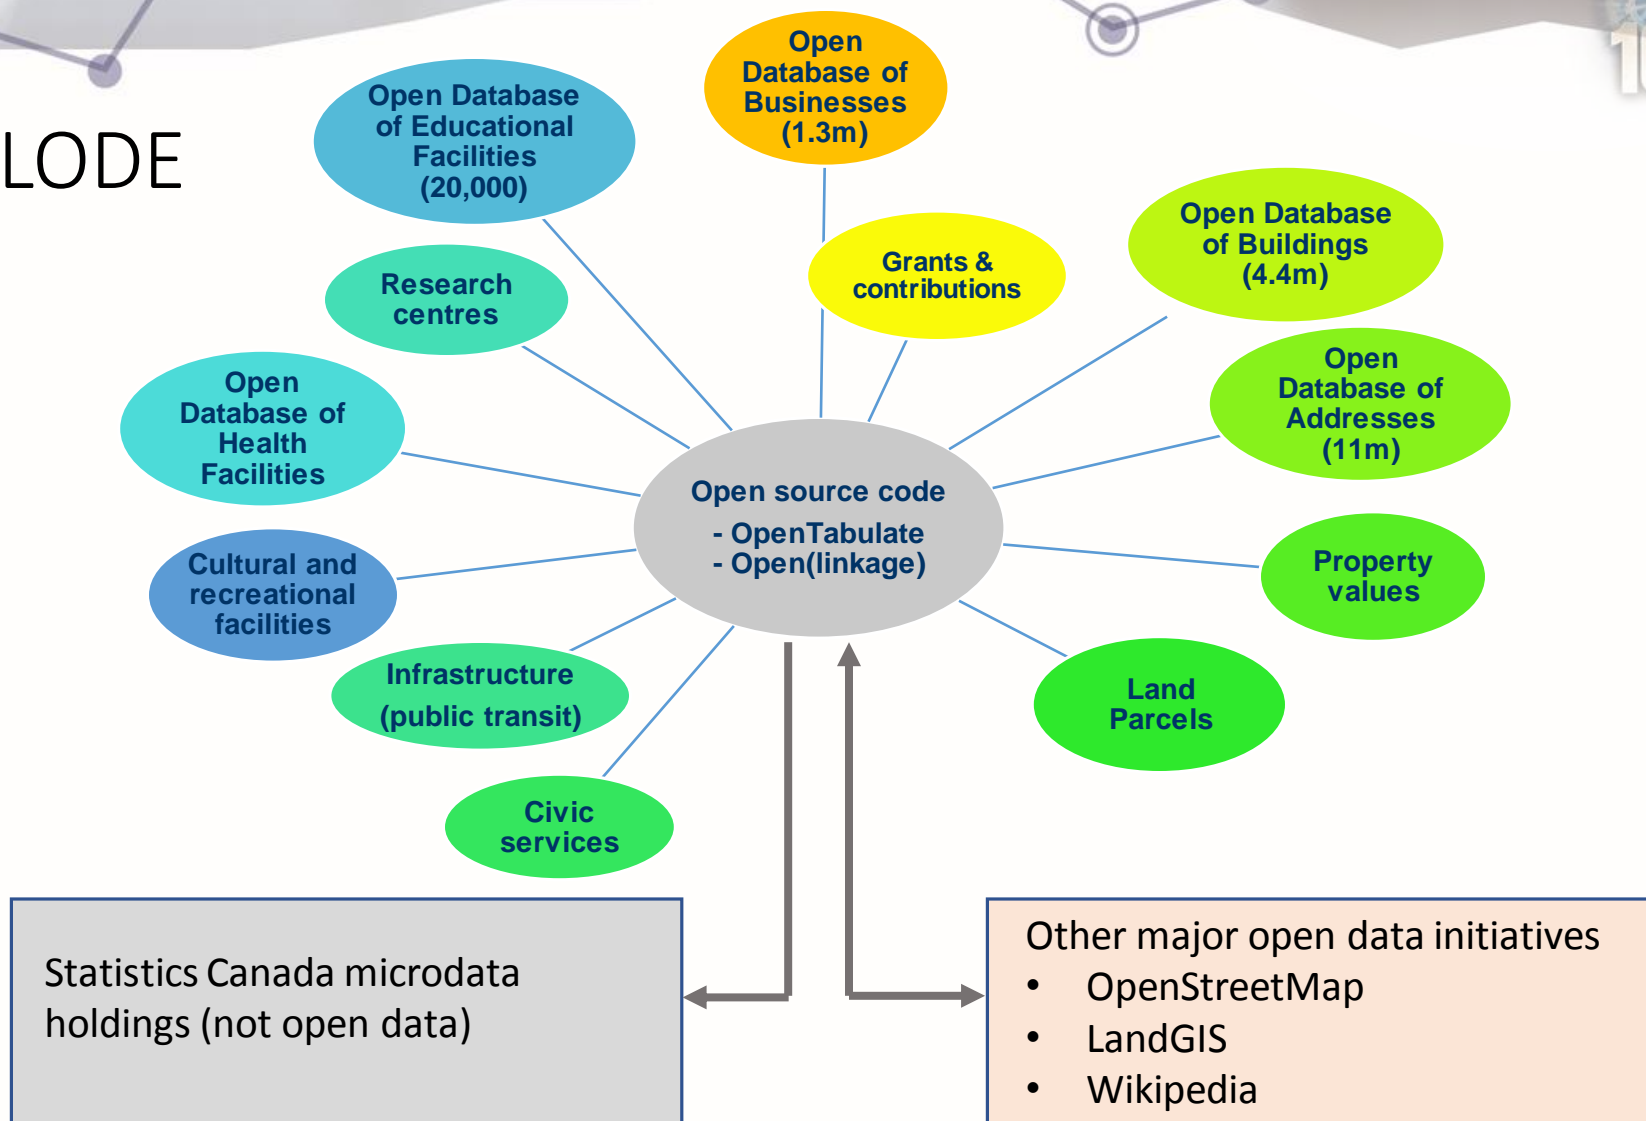 LODE
Open
Database of
Businesses
(1.3m)
Open Database
of Educational
Facilities
(20,000)
Grants &
contributions
Open Database
of Buildings
(4.4m)
Research
centres
Open
Database of
Addresses
(11m)
Open
Database of
Health
Facilities
Open source code
- OpenTabulate
- Open(linkage)
Cultural and
recreational
facilities
Property
values
Infrastructure
(public transit)
Land
Parcels
Civic
services
Statistics Canada microdata
holdings (not open data)
Other major open data initiatives
• OpenStreetMap
• LandGIS
• Wikipedia